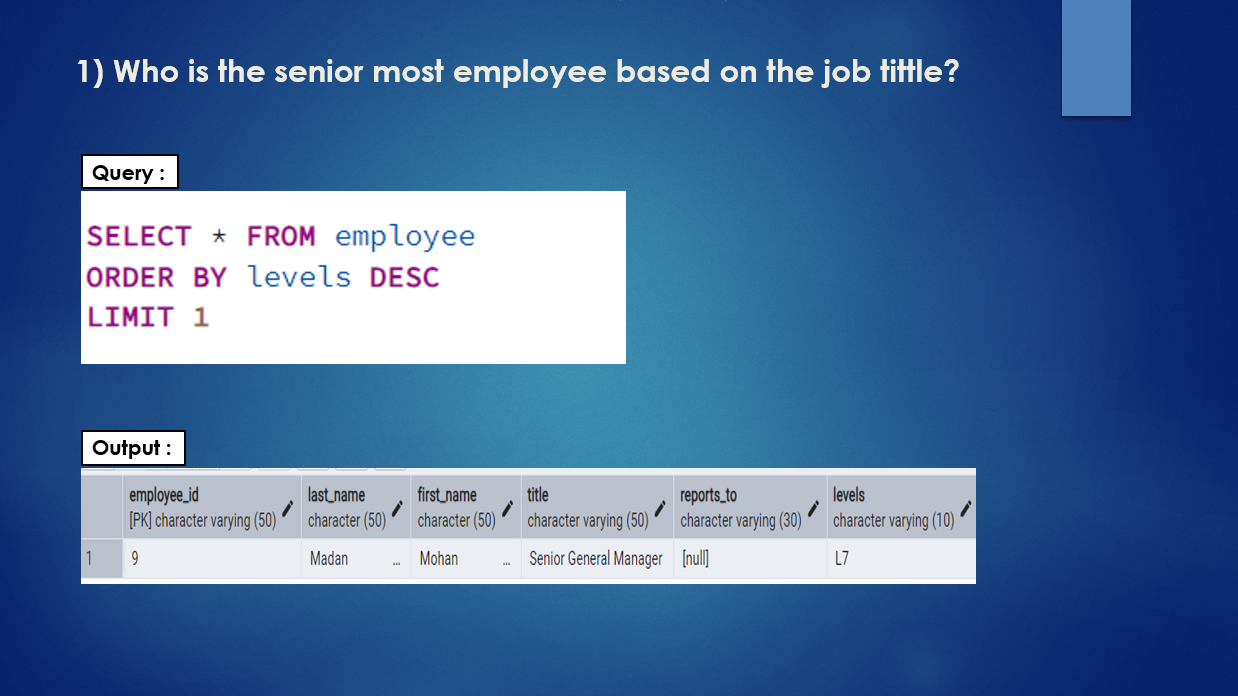 1) Who is the senior most employee based on the job tittle?
Query :
SELECT * FROM employee
ORDER BY levels DESC
LIMIT 1
Output :
employee_id last_name first_name title reports_to levels
[PK] character varying (50) character (50) character (50) character varying (50) character varying (30) character varying (10)
1 9 Madan ... Mohan ... Senior General Manager [null] L7